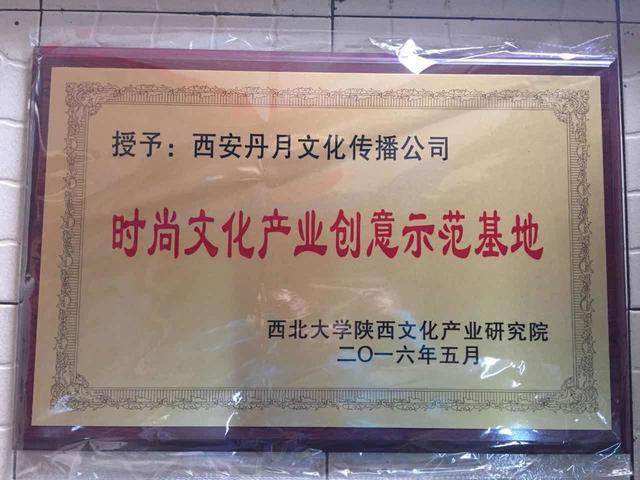 授予：西安丹月文化传播公司
时尚文化产业创意示范基地
西北大学陕西文化产业研究院
二〇一六年五月